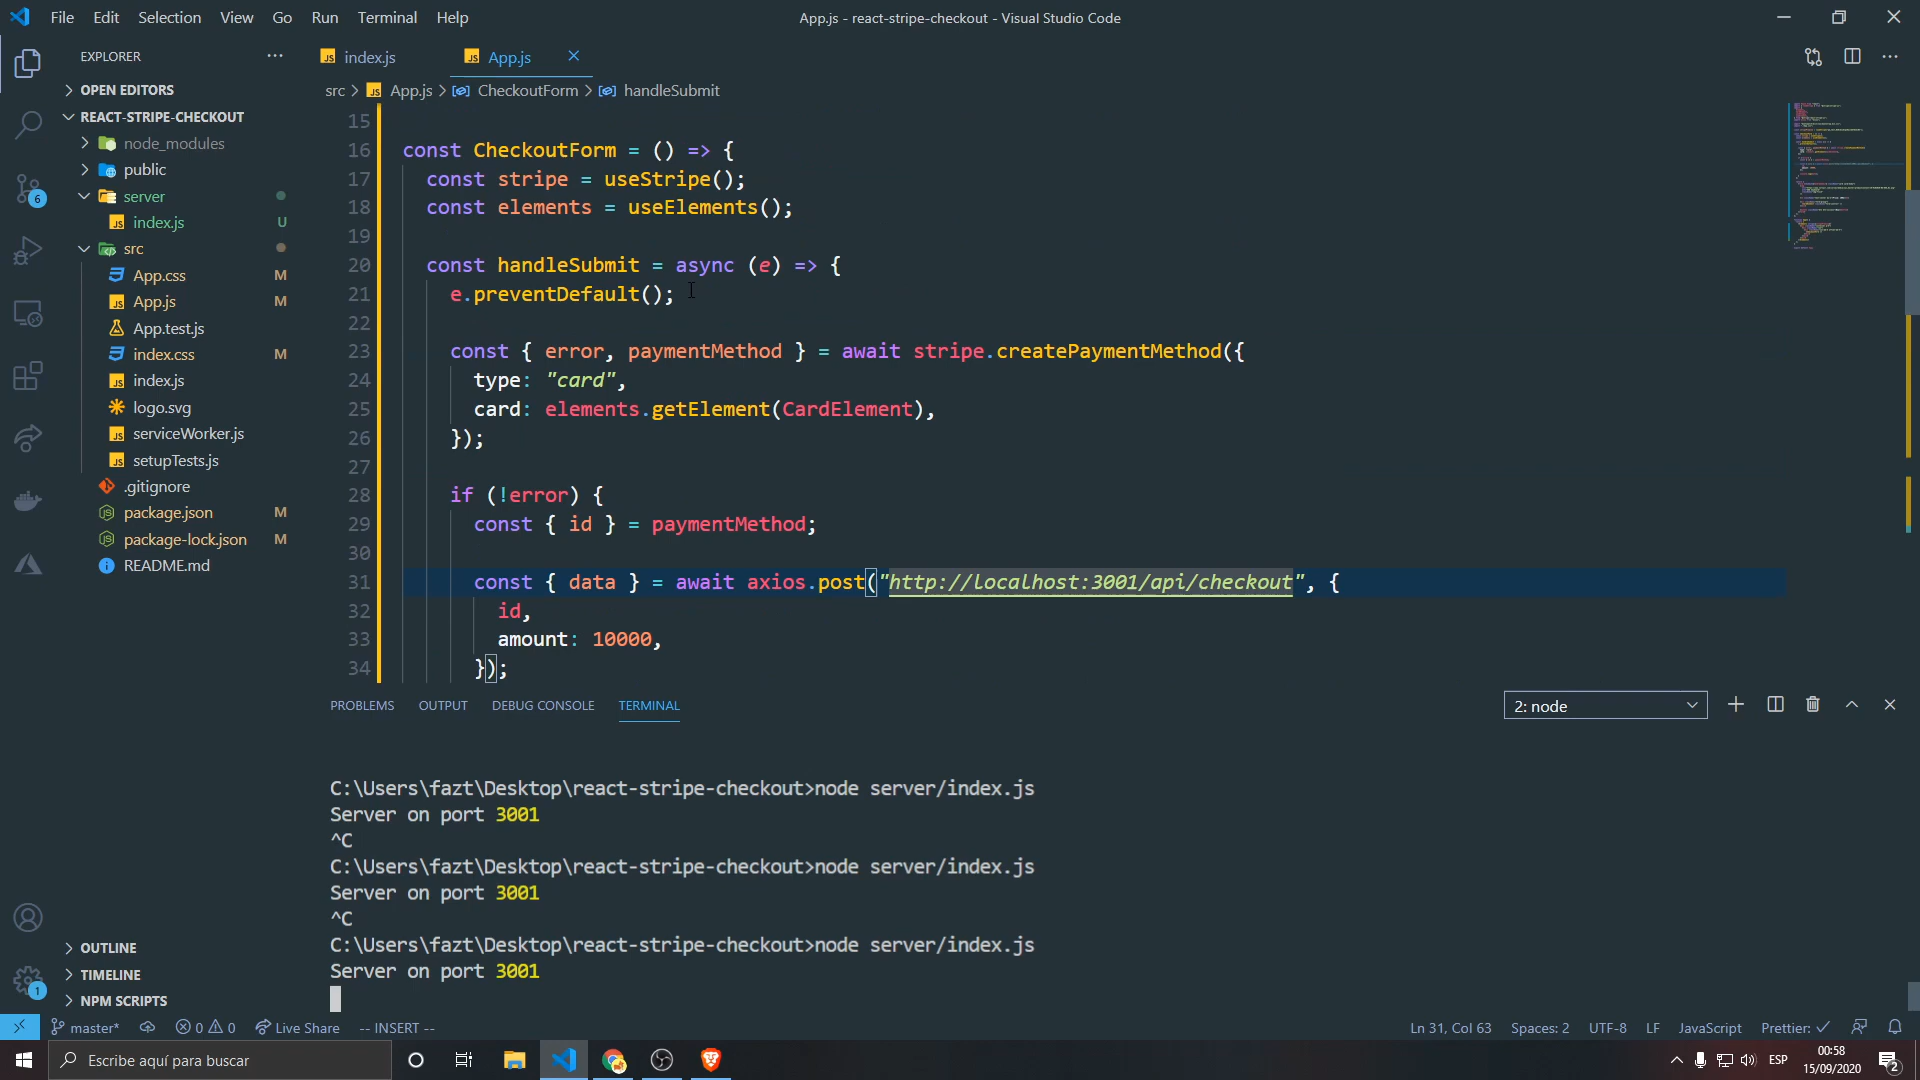 File Edit Selection View Go Run Terminal Help
App.js - react-stripe-checkout - Visual Studio Code
EXPLORER ···
index.js
App.js
OPEN EDITORS
REACT-STRIPE-CHECKOUT
node_modules
public
server
index.js U
src
App.css M
App.js M
App.test.js
index.css M
index.js
logo.svg
serviceWorker.js
setupTests.js
.gitignore
package.json M
package-lock.json M
README.md
OUTLINE
TIMELINE
NPM SCRIPTS
6
1
src > App.js > CheckoutForm > handleSubmit
15
16 const CheckoutForm = () => {
17 const stripe = useStripe();
18 const elements = useElements();
19
20 const handleSubmit = async (e) => {
21 e.preventDefault();
22
23 const { error, paymentMethod } = await stripe.createPaymentMethod({
24 type: "card",
25 card: elements.getElement(CardElement),
26 });
27
28 if (!error) {
29 const { id } = paymentMethod;
30
31 const { data } = await axios.post("http://localhost:3001/api/checkout", {
32 id,
33 amount: 10000,
34 });
PROBLEMS OUTPUT DEBUG CONSOLE TERMINAL
2: node
C:\Users\fazt\Desktop\react-stripe-checkout>node server/index.js
Server on port 3001
^C
C:\Users\fazt\Desktop\react-stripe-checkout>node server/index.js
Server on port 3001
^C
C:\Users\fazt\Desktop\react-stripe-checkout>node server/index.js
Server on port 3001
master* 0 0 Live Share -- INSERT --
Ln 31, Col 63 Spaces: 2 UTF-8 LF JavaScript Prettier: ✓
Escribe aquí para buscar
ESP
00:58
15/09/2020
2